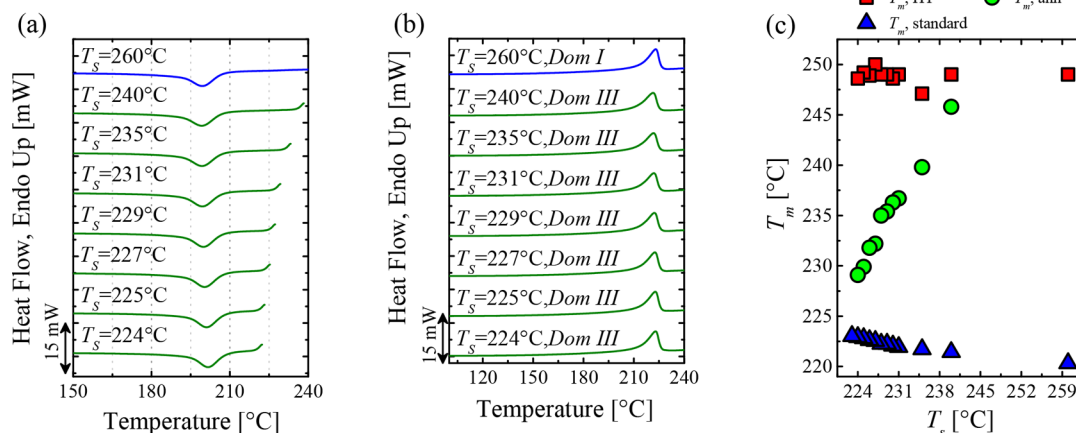 (a)
Heat Flow, Endo Up [mW]
T_S=260°C
T_S=240°C
T_S=235°C
T_S=231°C
T_S=229°C
T_S=227°C
T_S=225°C
T_S=224°C
15 mW
150 180 210 240
Temperature [°C]
(b)
Heat Flow, Endo Up [mW]
T_S=260°C,Dom I
T_S=240°C,Dom III
T_S=235°C,Dom III
T_S=231°C,Dom III
T_S=229°C,Dom III
T_S=227°C,Dom III
T_S=225°C,Dom III
T_S=224°C,Dom III
15 mW
120 150 180 210 240
Temperature [°C]
(c)
T_m, standard
T_m [°C]
250
245
240
235
230
225
220
224 231 238 245 252 259
T_s [°C]